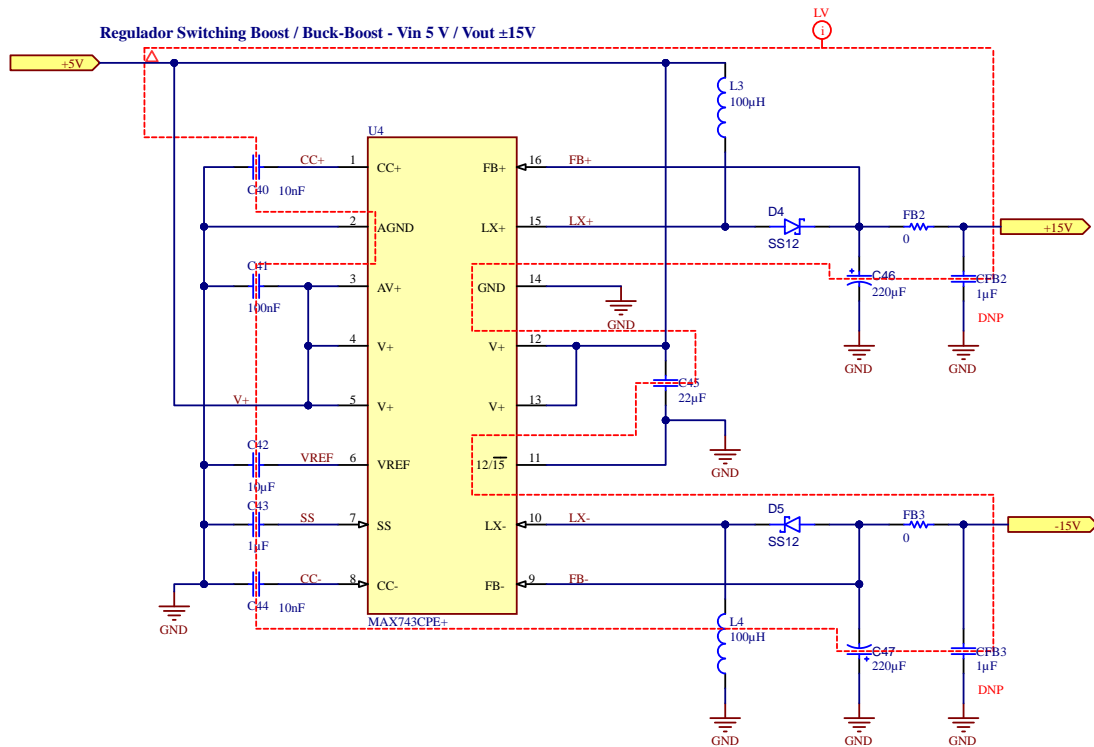 LV
i
Regulador Switching Boost / Buck-Boost - Vin 5 V / Vout ±15V
+5V
L3
100µH
U4
CC+
1
CC+
C40
10nF
2
AGND
C41
100nF
3
AV+
4
V+
V+
5
V+
C42
10µF
VREF
6
VREF
C43
1µF
SS
7
SS
CC-
8
CC-
C44
10nF
GND
MAX743CPE+
FB+
16
FB+
LX+
15
LX+
GND
14
GND
V+
12
V+
13
12/15
11
LX-
10
LX-
FB-
9
FB-
D4
SS12
FB2
0
+15V
C46
220µF
GND
CFB2
1µF
DNP
GND
C45
22µF
GND
D5
SS12
FB3
0
-15V
L4
100µH
GND
C47
220µF
GND
CFB3
1µF
DNP
GND